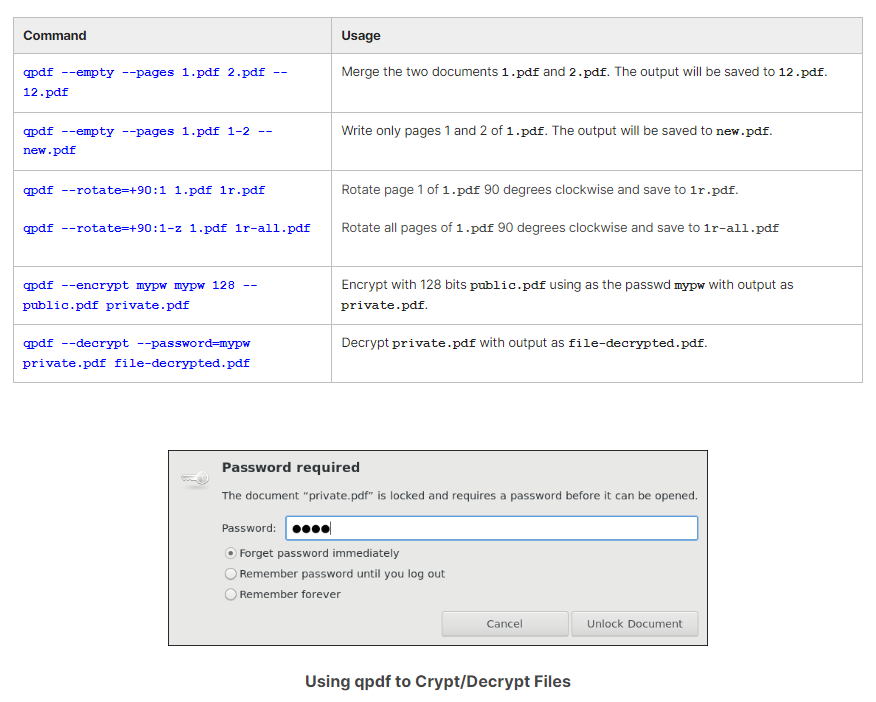 Command Usage
qpdf --empty --pages 1.pdf 2.pdf --
12.pdf
Merge the two documents 1.pdf and 2.pdf. The output will be saved to 12.pdf.
qpdf --empty --pages 1.pdf 1-2 --
new.pdf
Write only pages 1 and 2 of 1.pdf. The output will be saved to new.pdf.
qpdf --rotate=+90:1 1.pdf 1r.pdf
Rotate page 1 of 1.pdf 90 degrees clockwise and save to 1r.pdf.
qpdf --rotate=+90:1-z 1.pdf 1r-all.pdf
Rotate all pages of 1.pdf 90 degrees clockwise and save to 1r-all.pdf
qpdf --encrypt mypw mypw 128 --
public.pdf private.pdf
Encrypt with 128 bits public.pdf using as the passwd mypw with output as
private.pdf.
qpdf --decrypt --password=mypw
private.pdf file-decrypted.pdf
Decrypt private.pdf with output as file-decrypted.pdf.
Password required
The document “private.pdf” is locked and requires a password before it can be opened.
Password: ●●●●
Forget password immediately
Remember password until you log out
Remember forever
Cancel Unlock Document
Using qpdf to Crypt/Decrypt Files